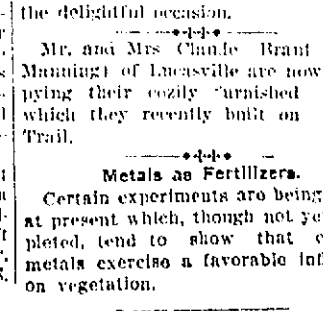 the delightful occasion.
Mr. and Mrs Claude Brant
Manning) of Lucasville are now
pying their cozily furnished
which they recently built on
Trail.
Metals as Fertilizers.
Certain experiments are being
at present which, though not ye
pleted, tend to show that c
metals exercise a favorable inf
on vegetation.